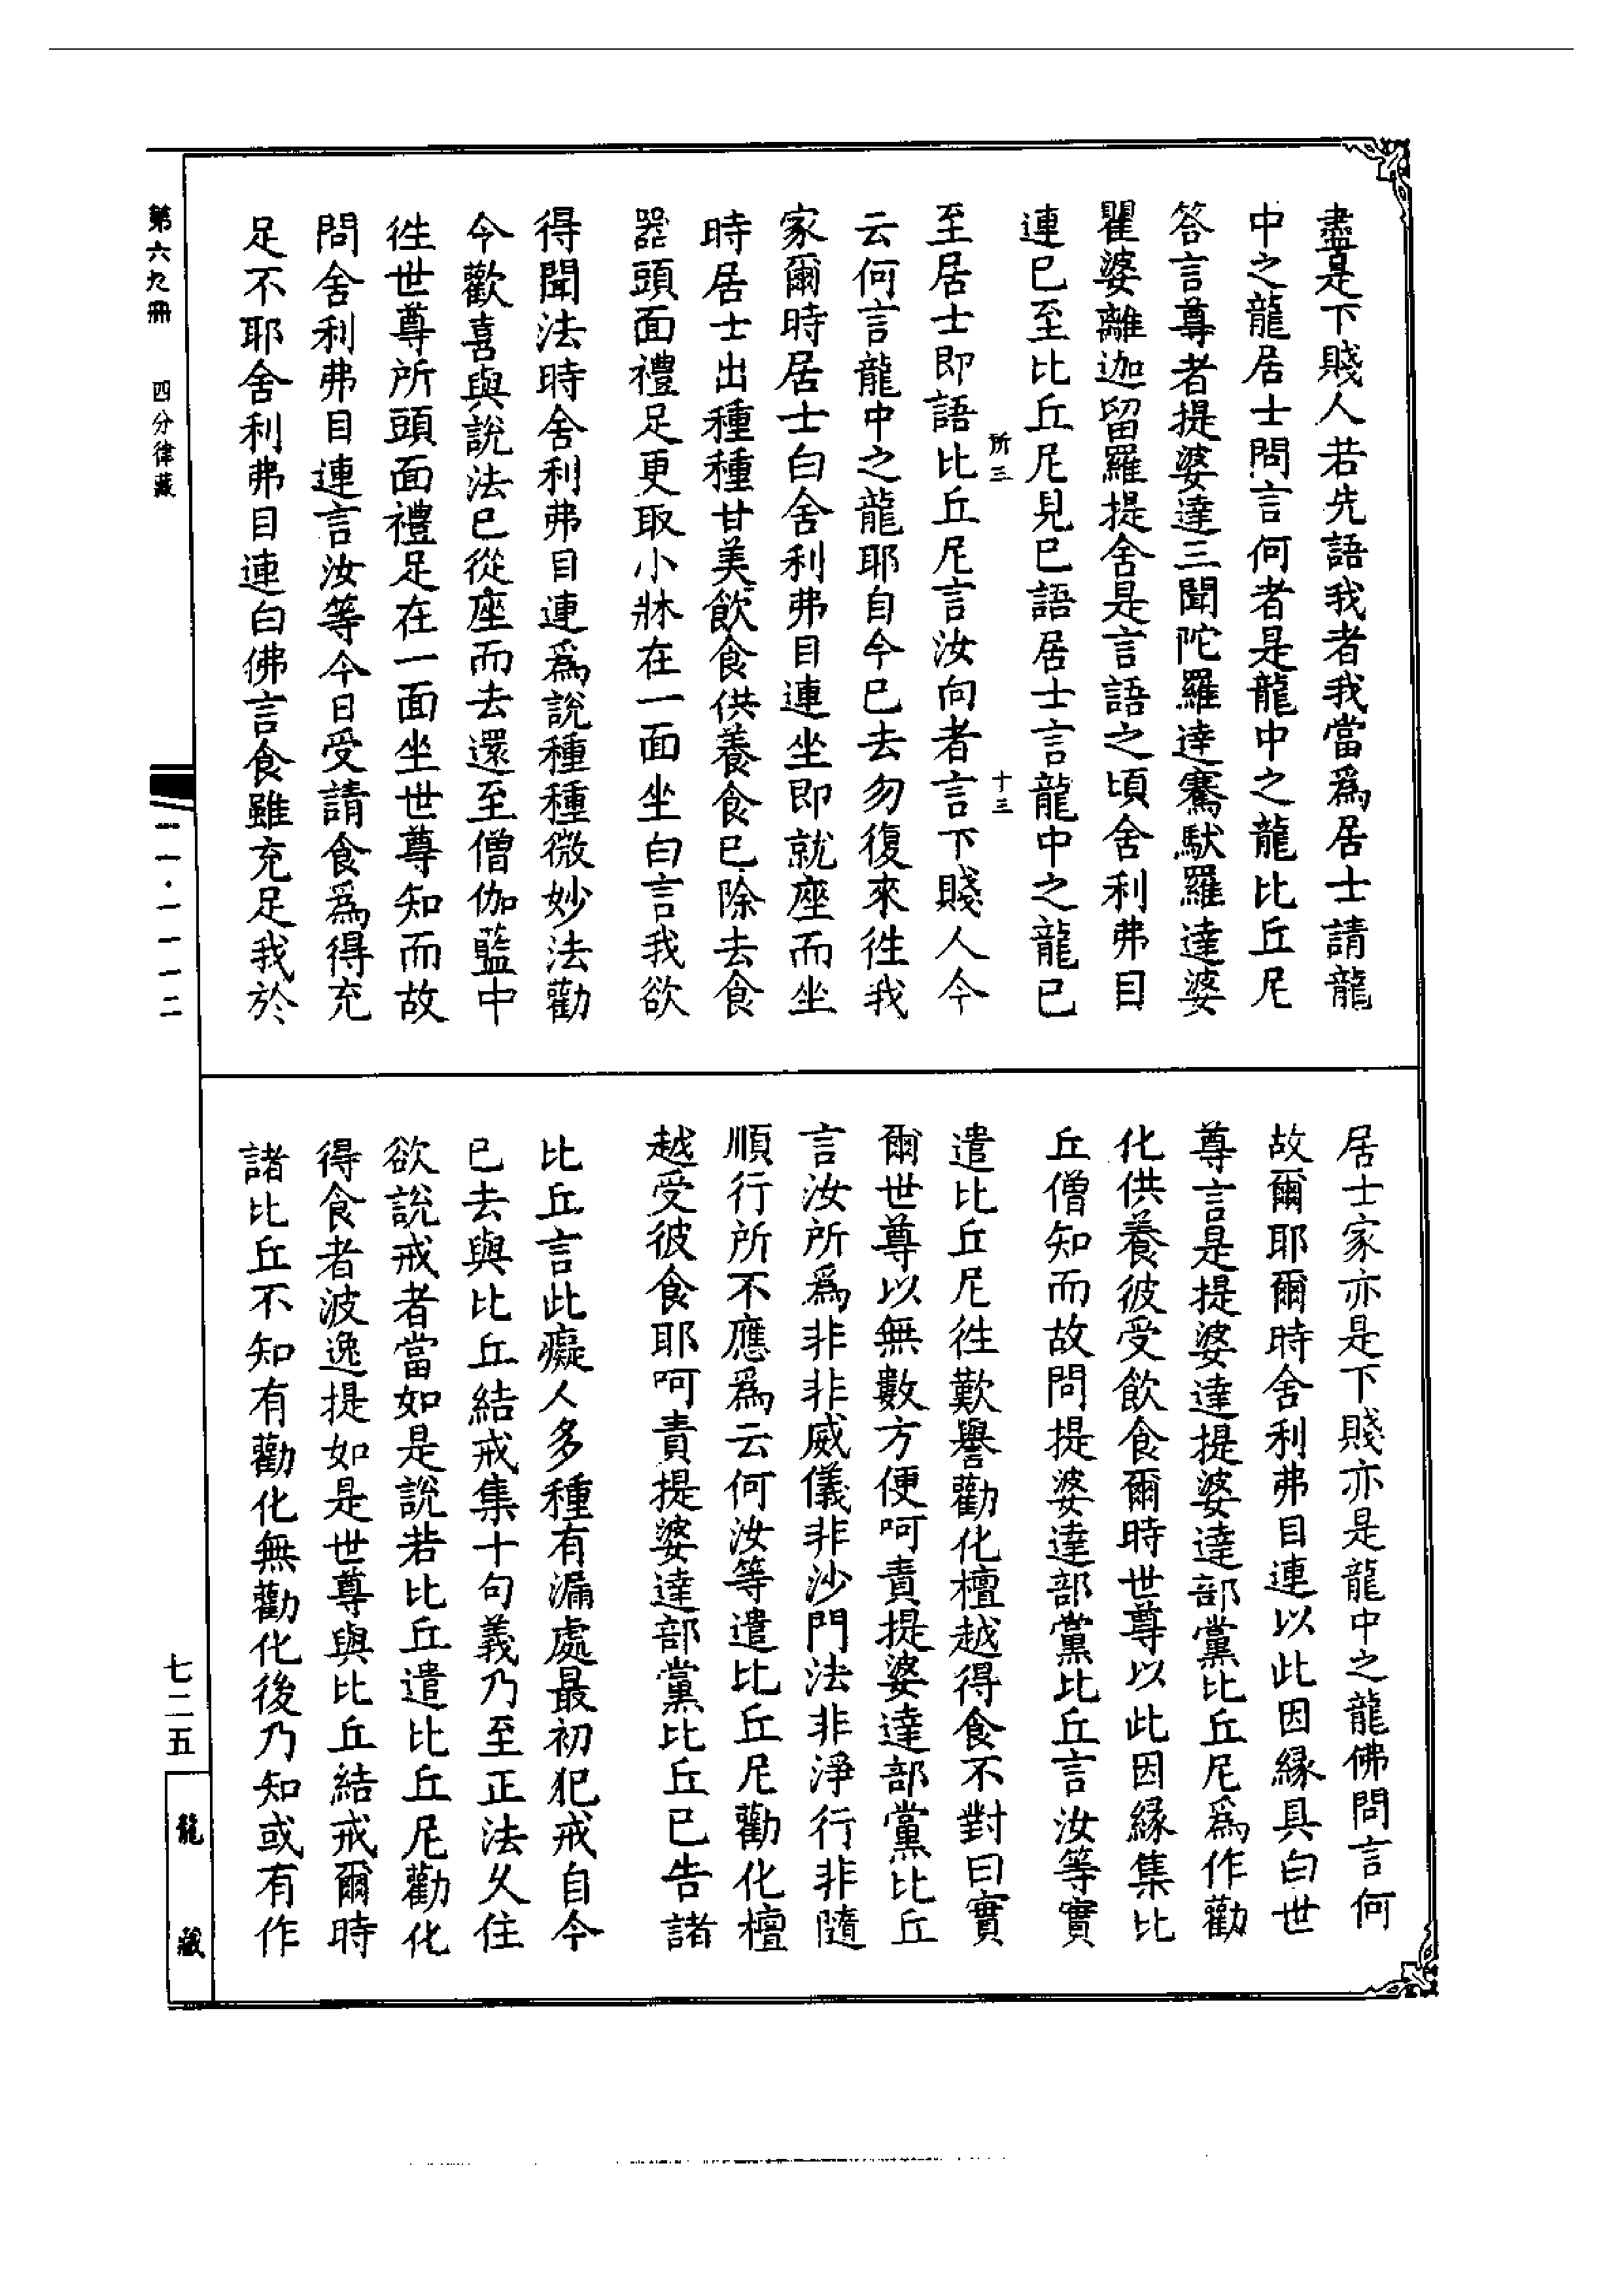 盡是下賤人若先語我者我當爲居士請龍
中之龍居士問言何者是龍中之龍比丘尼
答言尊者提婆達三聞陀羅達騫馱羅達婆
瞿婆離迦留羅提舍是言語之頃舍利弗目
連已至比丘尼見已語居士言龍中之龍已
所三
十三
至居士即語比丘尼言汝向者言下賤人今
云何言龍中之龍耶自今已去勿復來徃我
家爾時居士白舍利弗目連坐即就座而坐
時居士出種種甘美飲食供養食已除去食
器頭面禮足更取小牀在一面坐白言我欲
得聞法時舍利弗目連爲說種種微妙法勸
今歡喜與說法已從座而去還至僧伽藍中
徃世尊所頭面禮足在一面坐世尊知而故
問舍利弗目連言汝等今日受請食爲得充
足不耶舍利弗目連白佛言食雖充足我於
居士家亦是下賤亦是龍中之龍佛問言何
故爾耶爾時舍利弗目連以此因緣具白世
尊言是提婆達提婆達部黨比丘尼爲作勸
化供養彼受飲食爾時世尊以此因緣集比
丘僧知而故問提婆達部黨比丘言汝等實
遣比丘尼徃歎譽勸化檀越得食不對曰實
爾世尊以無數方便呵責提婆達部黨比丘
言汝所爲非非威儀非沙門法非淨行非隨
順行所不應爲云何汝等遣比丘尼勸化檀
越受彼食耶呵責提婆達部黨比丘已告諸
比丘言此癡人多種有漏處最初犯戒自今
已去與比丘結戒集十句義乃至正法久住
欲說戒者當如是說若比丘遣比丘尼勸化
得食者波逸提如是世尊與比丘結戒爾時
諸比丘不知有勸化無勸化後乃知或有作
第六九冊
四分律藏
二一·一一一二
七二五
龍藏